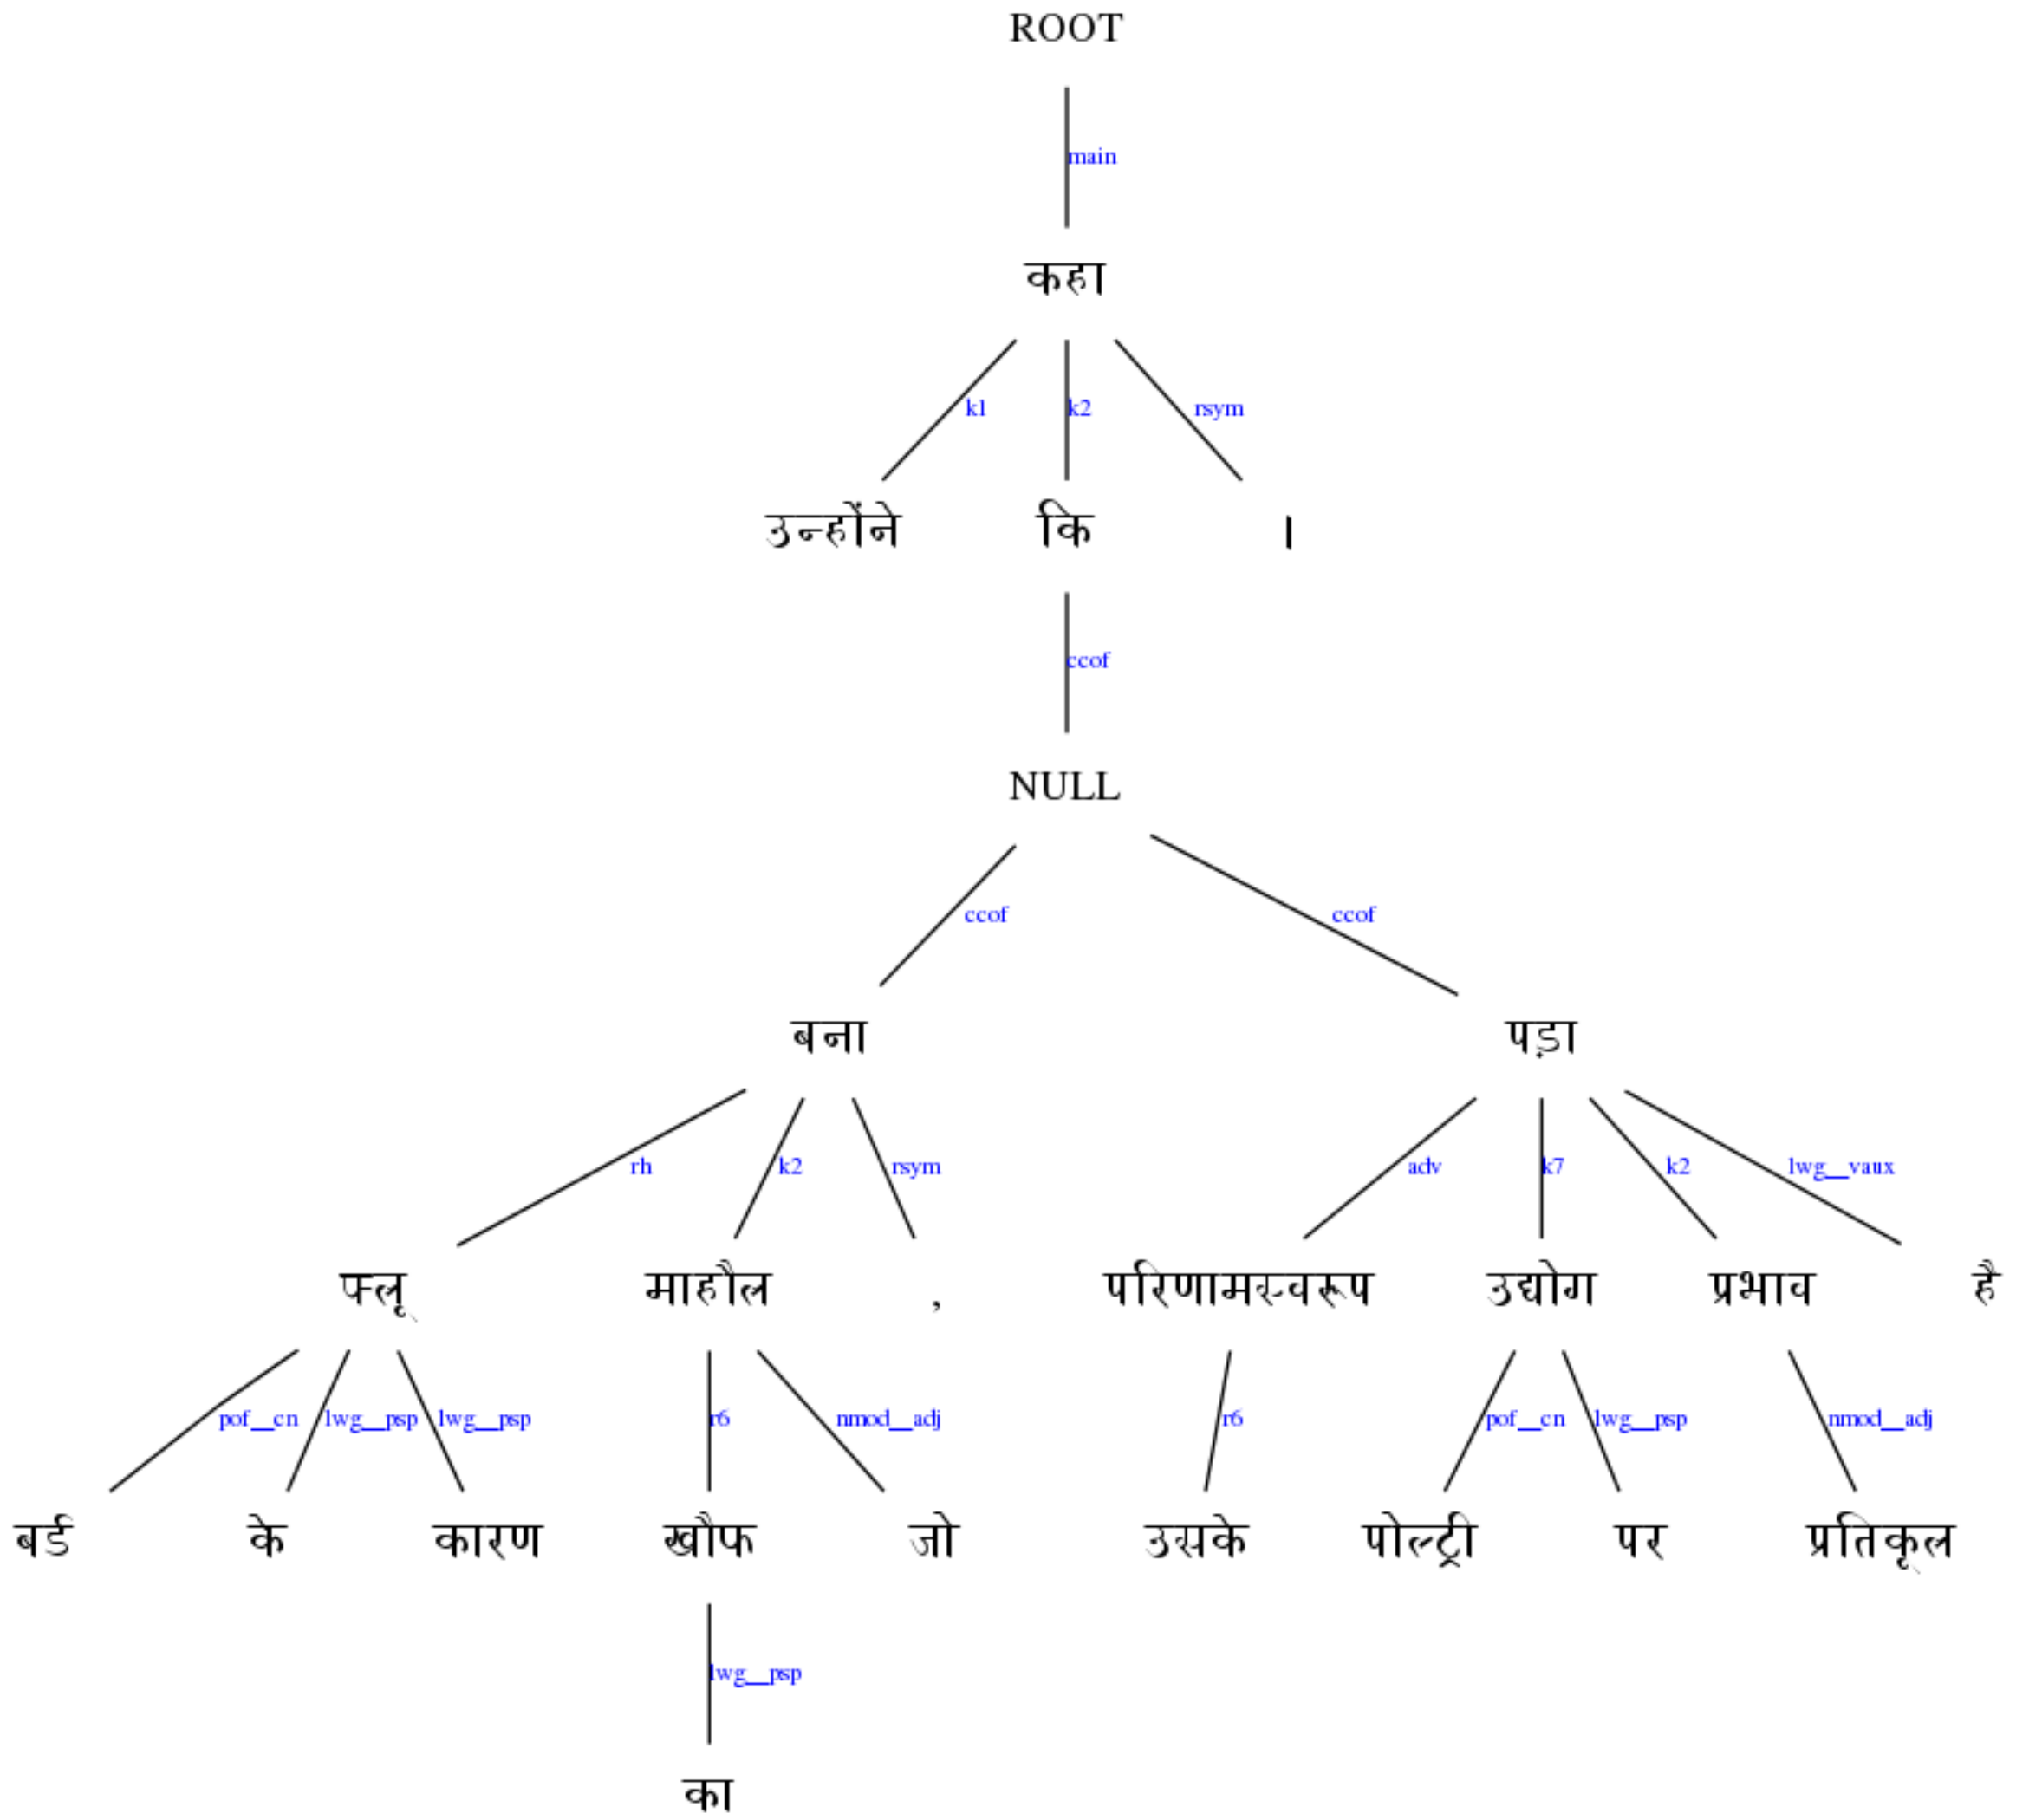 ROOT
main
कहा
k1 k2 rsym
उन्होंने कि ।
ccof
NULL
ccof ccof
बना पड़ा
rh k2 rsym adv k7 k2 lwg__vaux
फ्लू माहौल , परिणामस्वरूप उद्योग प्रभाव है
pof__cn lwg__psp lwg__psp r6 nmod__adj r6 pof__cn lwg__psp nmod__adj
बर्ड के कारण खौफ जो उसके पोल्ट्री पर प्रतिकूल
lwg__psp
का